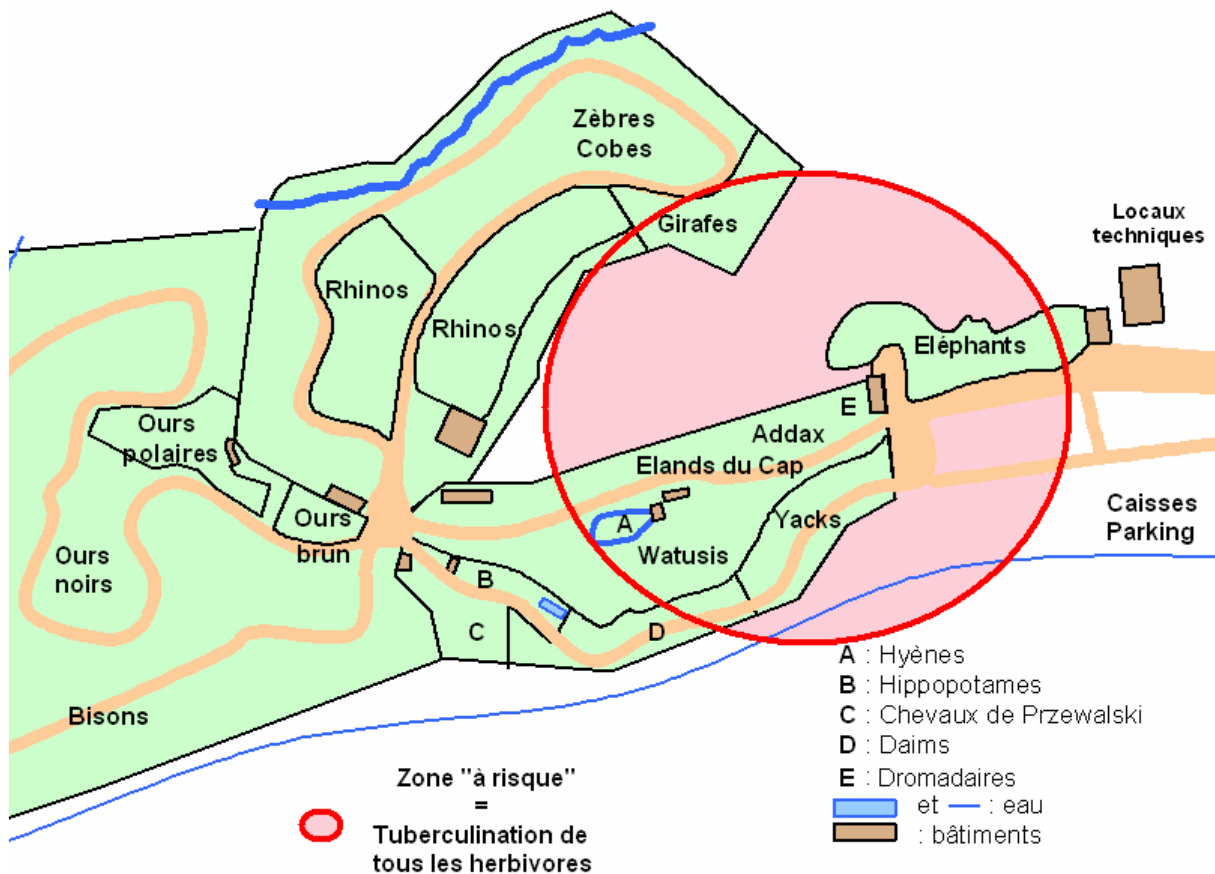 Zèbres
Cobes
Girafes
Locaux
techniques
Rhinos
Rhinos
Eléphants
E
Addax
Elands du Cap
Ours
polaires
Ours
brun
A
Yacks
Watusis
Caisses
Parking
Ours
noirs
B
C
D
Bisons
A : Hyènes
B : Hippopotames
C : Chevaux de Przewalski
D : Daims
E : Dromadaires
et : eau
: bâtiments
Zone "à risque"
=
Tuberculination de
tous les herbivores